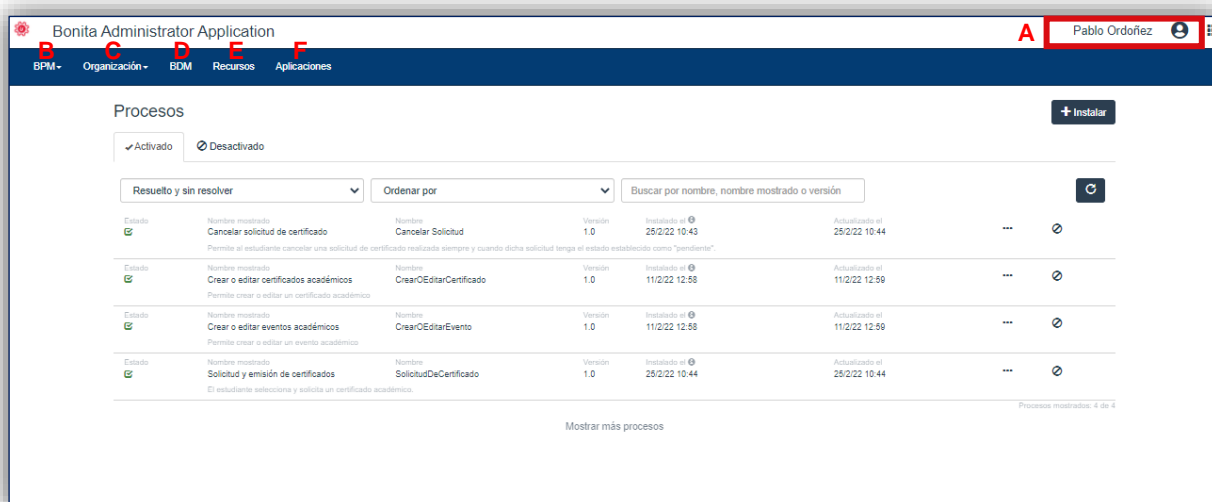 Bonita Administrator Application
A
Pablo Ordoñez
B C D E F
BPM Organización BDM Recursos Aplicaciones
Procesos
+ Instalar
Activado Desactivado
Resuelto y sin resolver Ordenar por Buscar por nombre, nombre mostrado o versión
Estado Nombre mostrado Nombre Versión Instalado el Actualizado el
Cancelar solicitud de certificado Cancelar Solicitud 1.0 25/2/22 10:43 25/2/22 10:44 ...
Permite al estudiante cancelar una solicitud de certificado realizada siempre y cuando dicha solicitud tenga el estado establecido como "pendiente".
Estado Nombre mostrado Nombre Versión Instalado el Actualizado el
Crear o editar certificados académicos CrearOEditarCertificado 1.0 11/2/22 12:58 11/2/22 12:59 ...
Permite crear o editar un certificado académico
Estado Nombre mostrado Nombre Versión Instalado el Actualizado el
Crear o editar eventos académicos CrearOEditarEvento 1.0 11/2/22 12:58 11/2/22 12:59 ...
Permite crear o editar un evento académico
Estado Nombre mostrado Nombre Versión Instalado el Actualizado el
Solicitud y emisión de certificados SolicitudDeCertificado 1.0 25/2/22 10:44 25/2/22 10:44 ...
El estudiante selecciona y solicita un certificado académico.
Procesos mostrados: 4 de 4
Mostrar más procesos